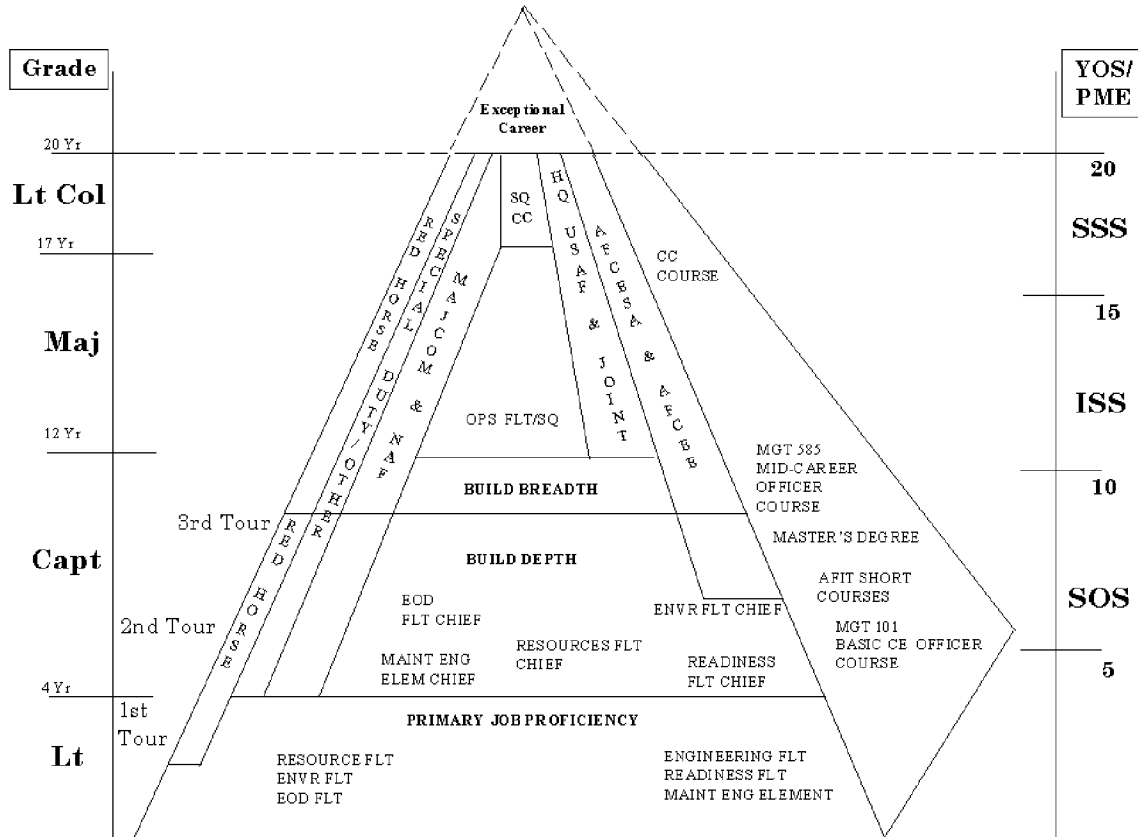 Grade
YOS/
PME
Exceptional
Career
20 Yr
20
Lt Col
SQ
CC
SSS
17 Yr
CC
COURSE
15
Maj
RED HORSE
SPECIAL DUTY/OTHER
MAJCOM & NAF
HQ USAF & JOINT
AFCESA & AFCEE
ISS
OPS FLT/SQ
12 Yr
MGT 585
MID-CAREER
OFFICER
COURSE
10
BUILD BREADTH
3rd Tour
MASTER'S DEGREE
Capt
RED HORSE
BUILD DEPTH
AFIT SHORT
COURSES
SOS
EOD
FLT CHIEF
ENVR FLT CHIEF
2nd Tour
MGT 101
BASIC CE OFFICER
COURSE
RESOURCES FLT
CHIEF
MAINT ENG
ELEM CHIEF
READINESS
FLT CHIEF
5
4 Yr
1st
Tour
PRIMARY JOB PROFICIENCY
Lt
RESOURCE FLT
ENVR FLT
EOD FLT
ENGINEERING FLT
READINESS FLT
MAINT ENG ELEMENT